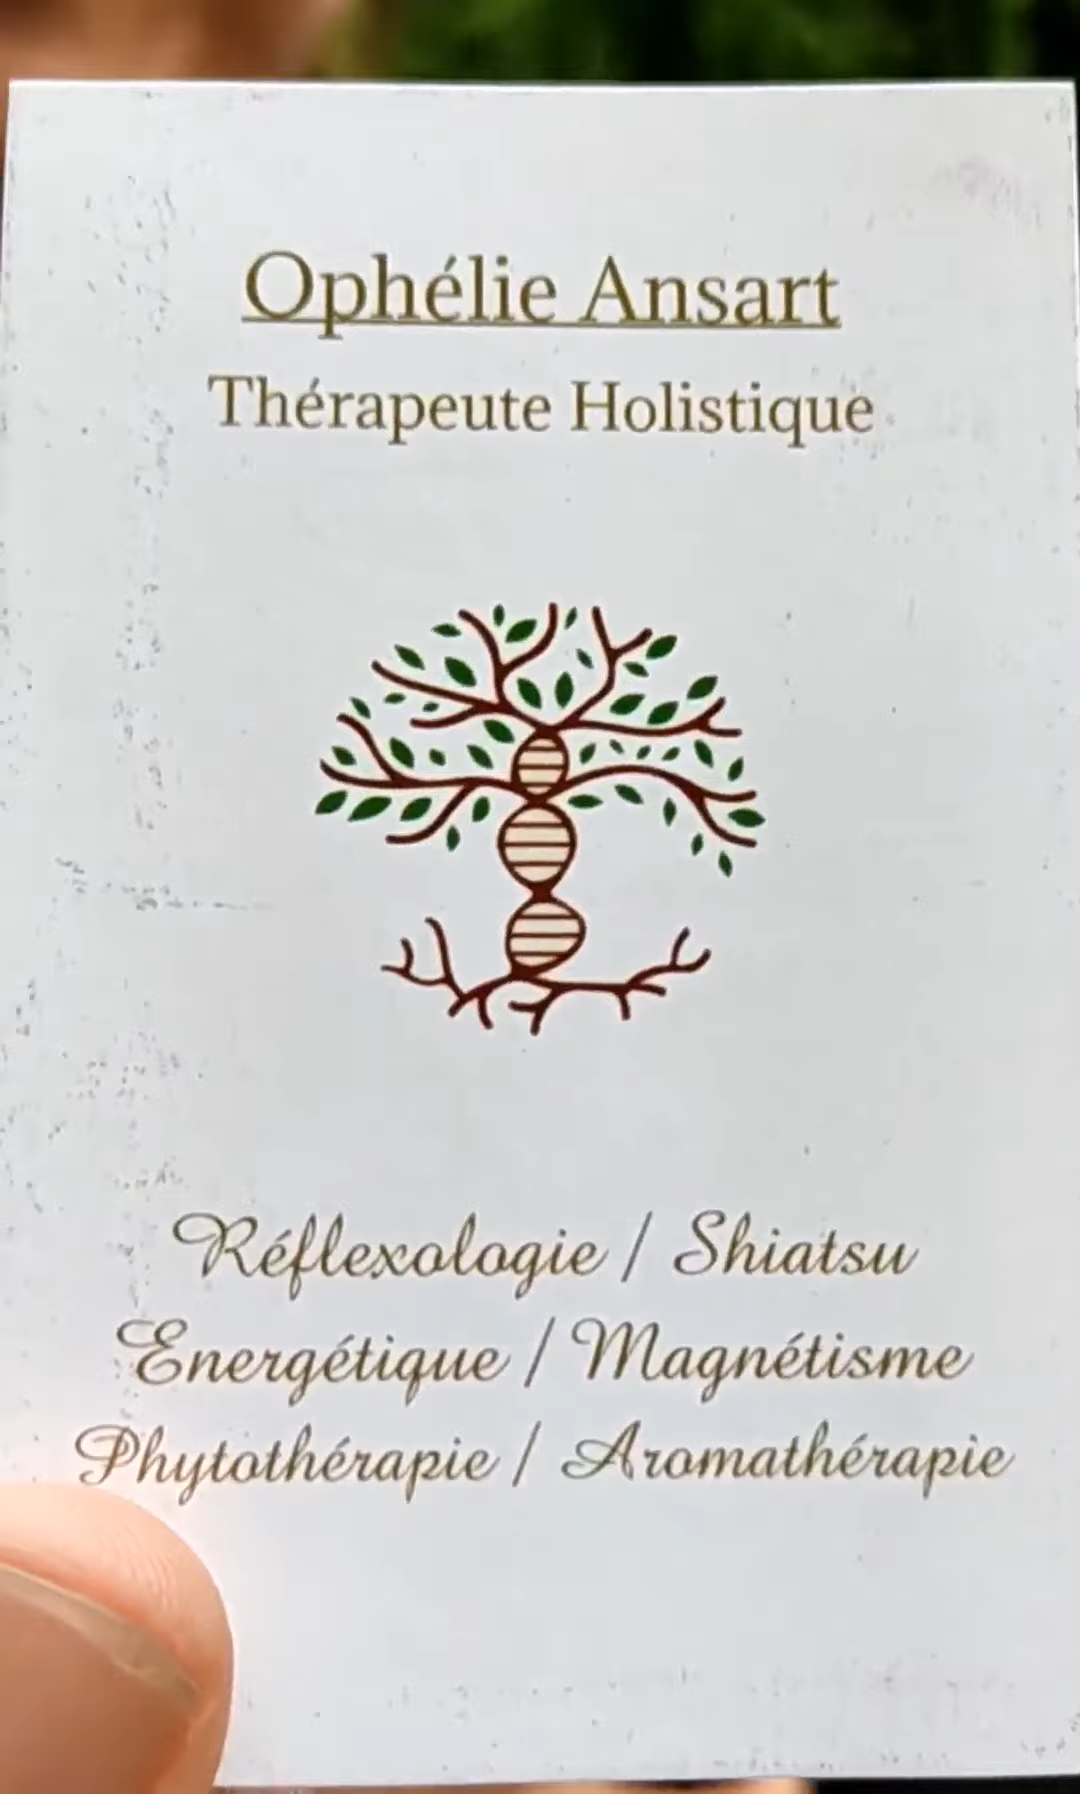 Ophélie Ansart
Thérapeute Holistique
Réflexologie / Shiatsu
Energétique / Magnétisme
Phytothérapie / Aromathérapie